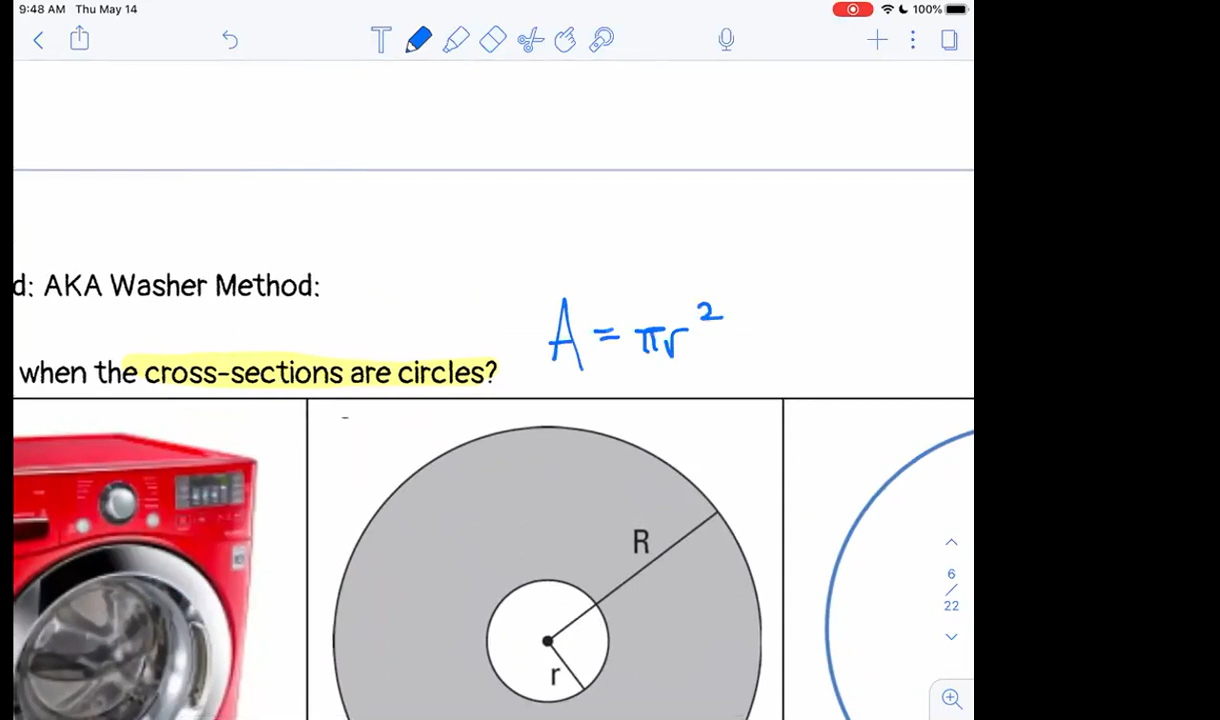 9:48 AM Thu May 14
100%
T
d: AKA Washer Method:
A = πr²
when the cross-sections are circles?
R
r
6
/
22